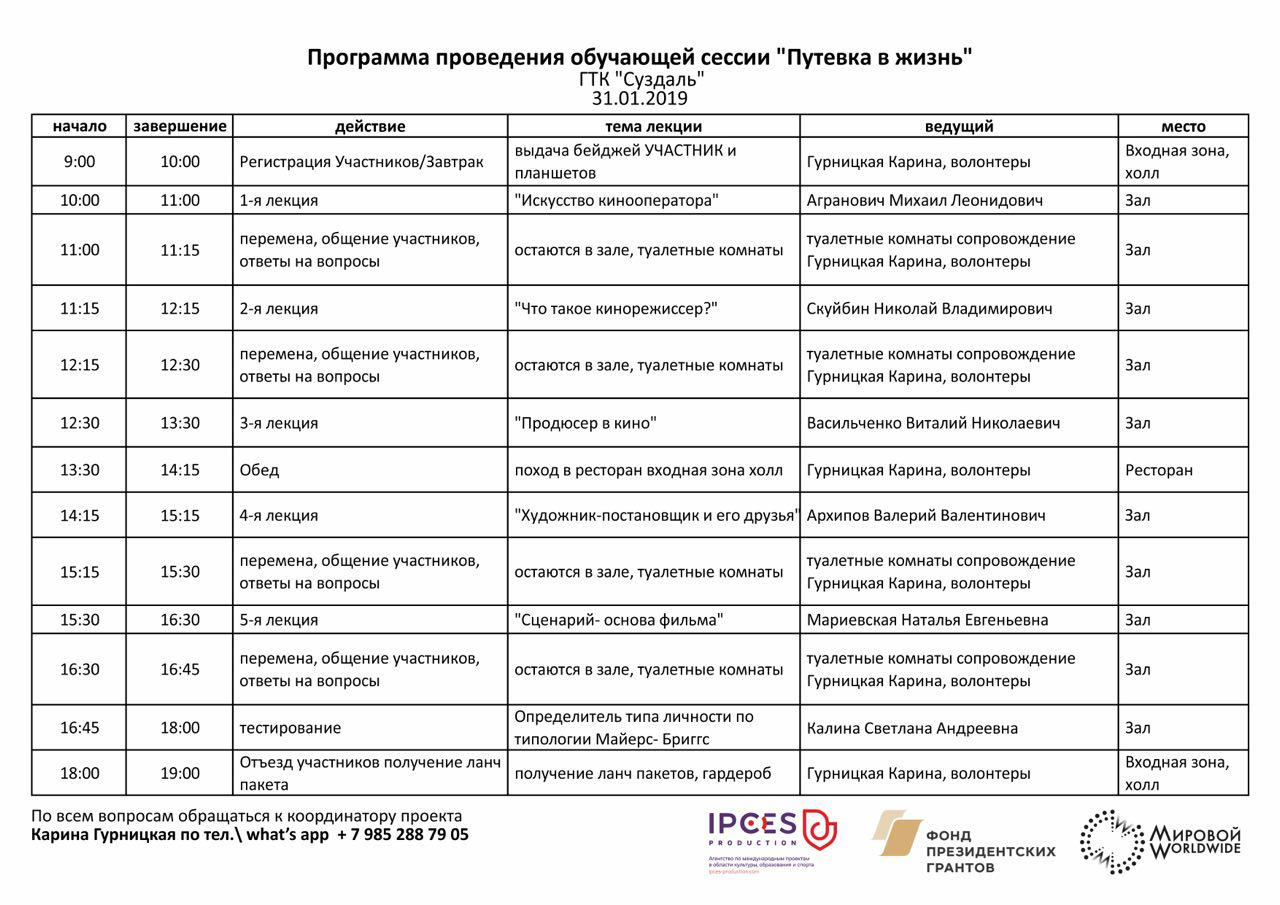 Программа проведения обучающей сессии "Путевка в жизнь"
ГТК "Суздаль"
31.01.2019
начало завершение действие тема лекции ведущий место
9:00 10:00 Регистрация Участников/Завтрак выдача бейджей УЧАСТНИК и планшетов Гурницкая Карина, волонтеры Входная зона, холл
10:00 11:00 1-я лекция "Искусство кинооператора" Агранович Михаил Леонидович Зал
11:00 11:15 перемена, общение участников, ответы на вопросы остаются в зале, туалетные комнаты туалетные комнаты сопровождение Гурницкая Карина, волонтеры Зал
11:15 12:15 2-я лекция "Что такое кинорежиссер?" Скуйбин Николай Владимирович Зал
12:15 12:30 перемена, общение участников, ответы на вопросы остаются в зале, туалетные комнаты туалетные комнаты сопровождение Гурницкая Карина, волонтеры Зал
12:30 13:30 3-я лекция "Продюсер в кино" Васильченко Виталий Николаевич Зал
13:30 14:15 Обед поход в ресторан входная зона холл Гурницкая Карина, волонтеры Ресторан
14:15 15:15 4-я лекция "Художник-постановщик и его друзья" Архипов Валерий Валентинович Зал
15:15 15:30 перемена, общение участников, ответы на вопросы остаются в зале, туалетные комнаты туалетные комнаты сопровождение Гурницкая Карина, волонтеры Зал
15:30 16:30 5-я лекция "Сценарий- основа фильма" Мариевская Наталья Евгеньевна Зал
16:30 16:45 перемена, общение участников, ответы на вопросы остаются в зале, туалетные комнаты туалетные комнаты сопровождение Гурницкая Карина, волонтеры Зал
16:45 18:00 тестирование Определитель типа личности по типологии Майерс- Бриггс Калина Светлана Андреевна Зал
18:00 19:00 Отъезд участников получение ланч пакета получение ланч пакетов, гардероб Гурницкая Карина, волонтеры Входная зона, холл
По всем вопросам обращаться к координатору проекта
Карина Гурницкая по тел.\ what's app + 7 985 288 79 05
IPCES
PRODUCTION
Агентство по международным проектам
в области культуры, образования и спорта
ipces-production.com
ФОНД
ПРЕЗИДЕНТСКИХ
ГРАНТОВ
МИРОВОЙ
WORLDWIDE